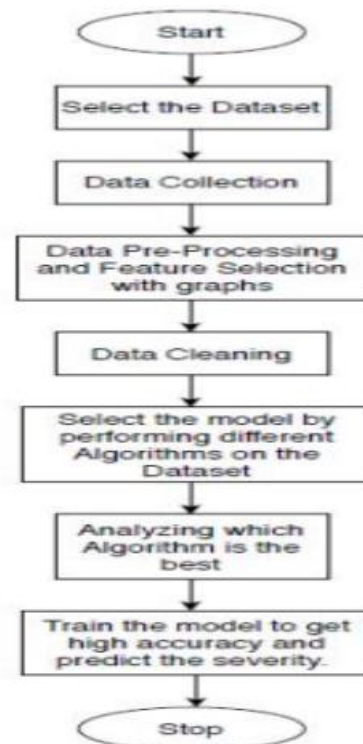 Start
Select the Dataset
Data Collection
Data Pre-Processing
and Feature Selection
with graphs
Data Cleaning
Select the model by
performing different
Algorithms on the
Dataset
Analyzing which
Algorithm is the
best
Train the model to get
high accuracy and
predict the severity.
Stop